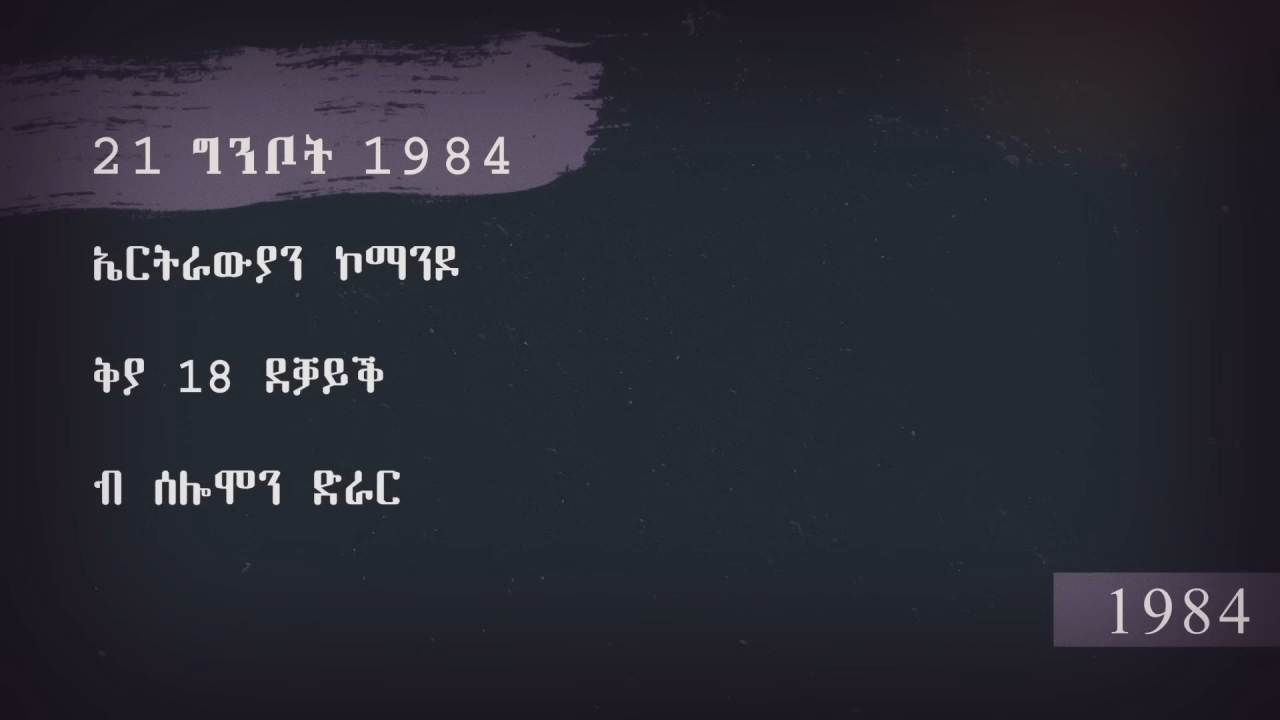 21 ግንቦት 1984
ኤርትራውያን ኮማንዶ
ቅያ 18 ደቓይቕ
ብ ሰሎሞን ድራር
1984